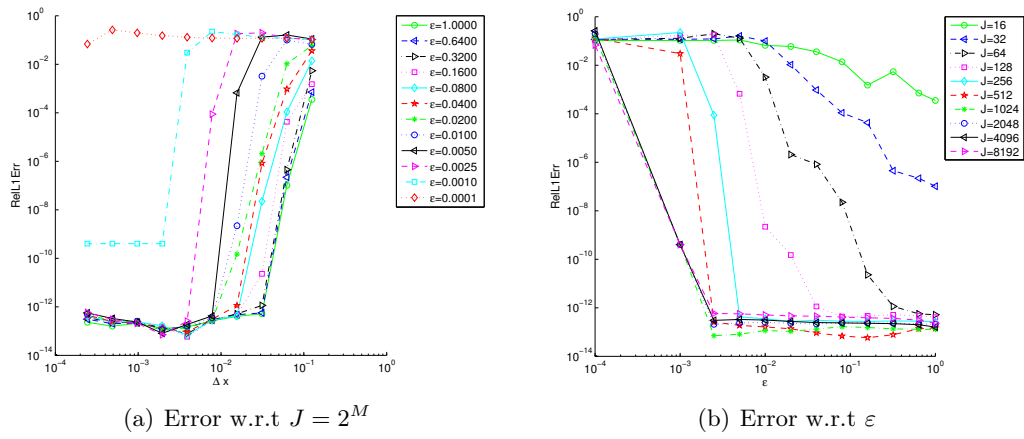 10^0
10^{-2}
10^{-4}
10^{-6}
10^{-8}
10^{-10}
10^{-12}
10^{-14}
RelL1Err
10^{-4}
10^{-3}
10^{-2}
10^{-1}
10^0
Δ x
ε=1.0000
ε=0.6400
ε=0.3200
ε=0.1600
ε=0.0800
ε=0.0400
ε=0.0200
ε=0.0100
ε=0.0050
ε=0.0025
ε=0.0010
ε=0.0001
(a) Error w.r.t J = 2^M
10^0
10^{-2}
10^{-4}
10^{-6}
10^{-8}
10^{-10}
10^{-12}
10^{-14}
RelL1Err
10^{-4}
10^{-3}
10^{-2}
10^{-1}
10^0
ε
J=16
J=32
J=64
J=128
J=256
J=512
J=1024
J=2048
J=4096
J=8192
(b) Error w.r.t ε